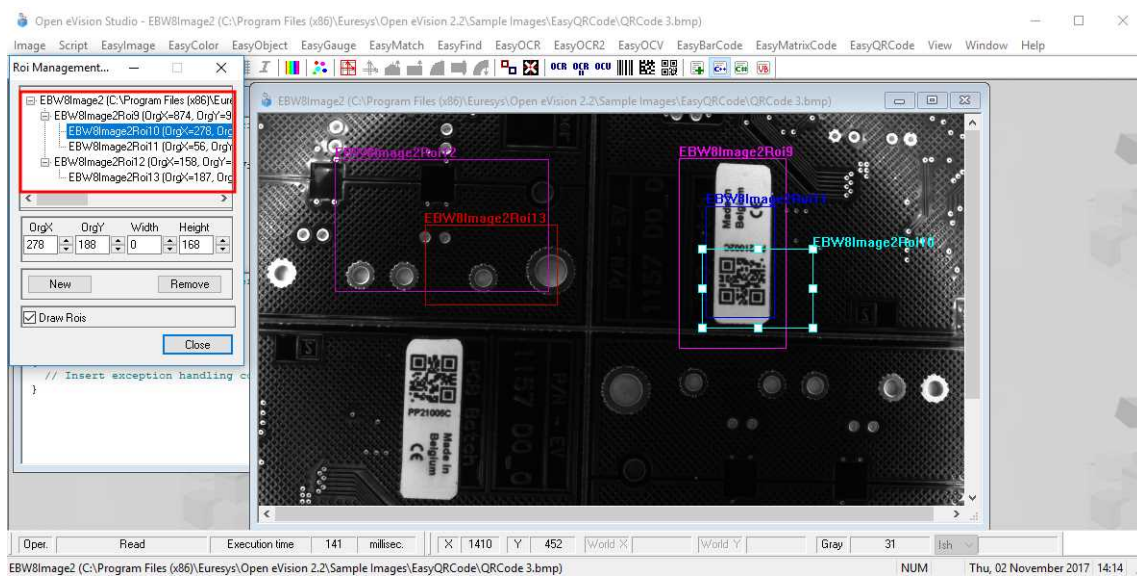 Open eVision Studio - EBW8Image2 (C:\Program Files (x86)\Euresys\Open eVision 2.2\Sample Images\EasyQRCode\QRCode 3.bmp)
Image Script EasyImage EasyColor EasyObject EasyGauge EasyMatch EasyFind EasyOCR EasyOCR2 EasyOCV EasyBarCode EasyMatrixCode EasyQRCode View Window Help
Roi Management...
EBW8Image2 (C:\Program Files (x86)\Eure
EBW8Image2Roi9 (OrgX=874, OrgY=9
EBW8Image2Roi10 (OrgX=278, Org
EBW8Image2Roi11 (OrgX=56, OrgY
EBW8Image2Roi12 (OrgX=158, OrgY=
EBW8Image2Roi13 (OrgX=187, Org
OrgX OrgY Width Height
278 188 0 168
New Remove
Draw Rois
Close
// Insert exception handling co
}
OCR OCR OCV
C++ C# VB
EBW8Image2 (C:\Program Files (x86)\Euresys\Open eVision 2.2\Sample Images\EasyQRCode\QRCode 3.bmp)
EBW8Image2Roi12
EBW8Image2Roi9
EBW8Image2Roi11
EBW8Image2Roi13
EBW8Image2Roi10
Made in
Belgium
CE
PP21006C
Made in
Belgium
CE
Oper. Read Execution time 141 millisec. X 1410 Y 452 World X World Y Gray 31 Ish
EBW8Image2 (C:\Program Files (x86)\Euresys\Open eVision 2.2\Sample Images\EasyQRCode\QRCode 3.bmp) NUM Thu, 02 November 2017 14:14